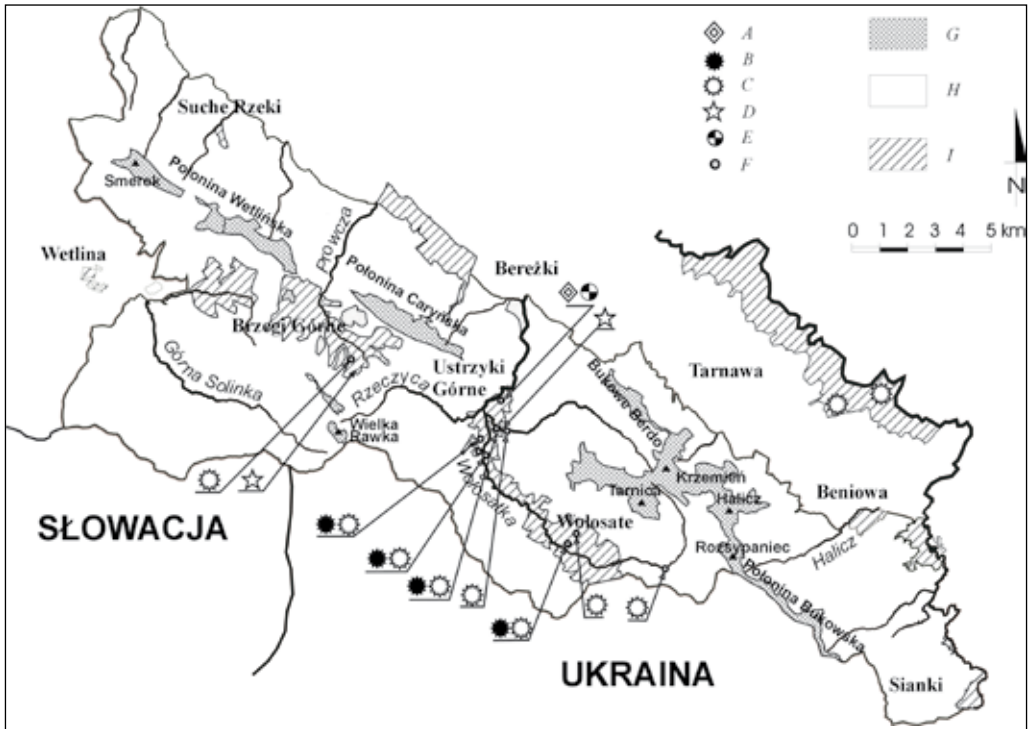 A
B
C
D
E
F
G
H
I
N
0 1 2 3 4 5 km
Suche Rzeki
Smerek
Połonina Wetlińska
Wetlina
Prowcza
Bereżki
Połonina Caryńska
Brzegi Górne
Ustrzyki
Górne
Górna Solinka
Rzeczyca
Wielka
Rawka
Tarnawa
Bukowe Berdo
Wołosatka
Krzemień
Tarnica
Halicz
Beniowa
Wołosate
Rozsypaniec
Halicz
Połonina Bukowska
SŁOWACJA
UKRAINA
Sianki